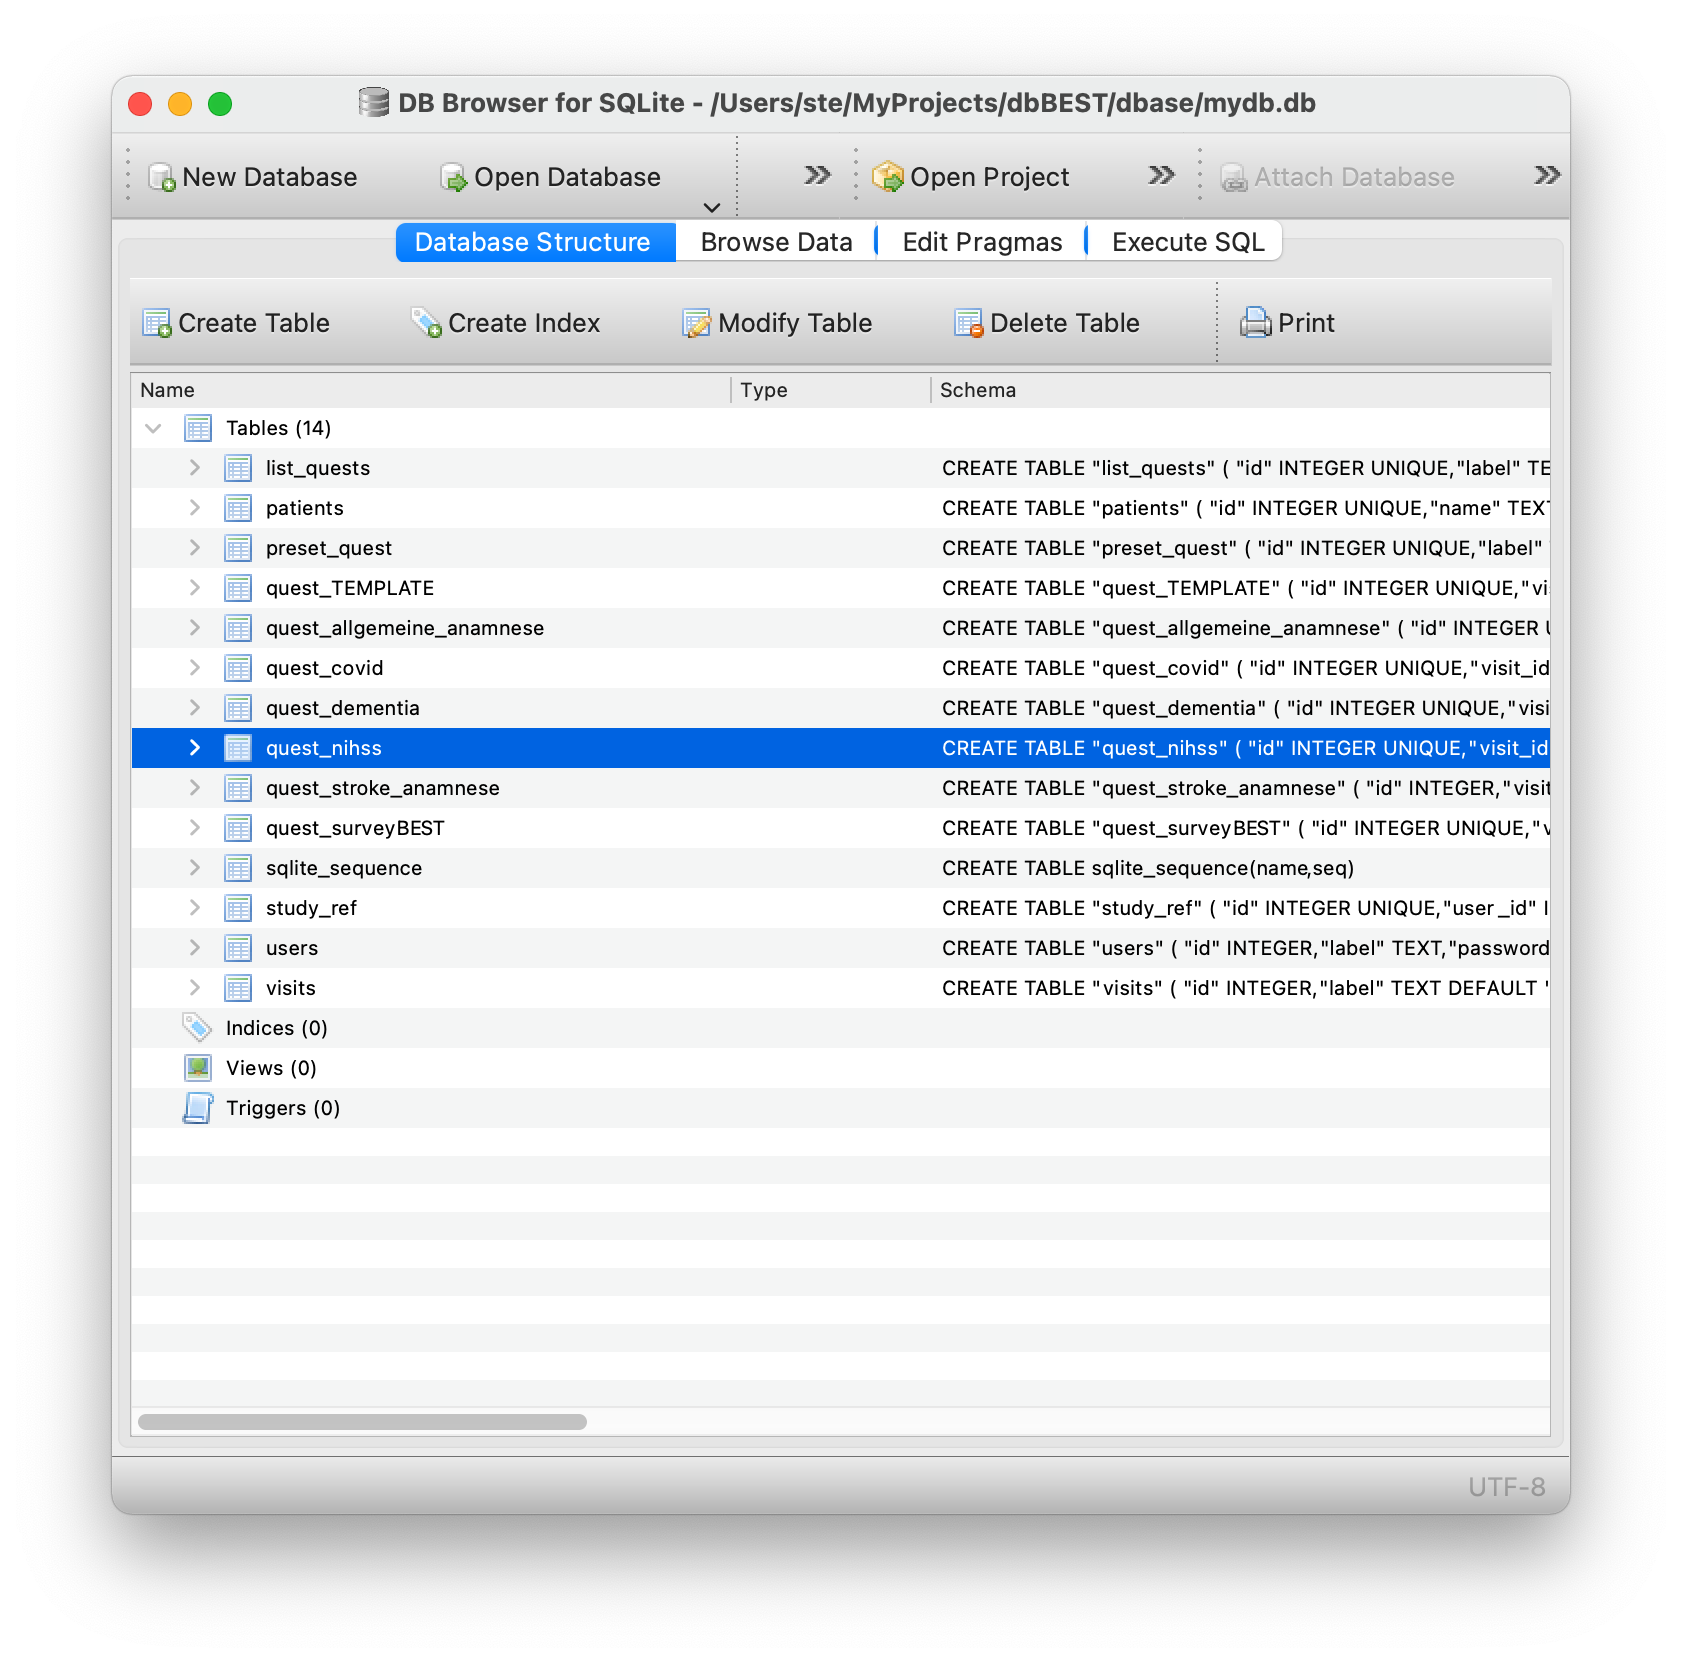 DB Browser for SQLite - /Users/ste/MyProjects/dbBEST/dbase/mydb.db
New Database Open Database Open Project Attach Database
Database Structure Browse Data Edit Pragmas Execute SQL
Create Table Create Index Modify Table Delete Table Print
Name Type Schema
Tables (14)
list_quests CREATE TABLE "list_quests" ( "id" INTEGER UNIQUE,"label" TE
patients CREATE TABLE "patients" ( "id" INTEGER UNIQUE,"name" TEXT
preset_quest CREATE TABLE "preset_quest" ( "id" INTEGER UNIQUE,"label"
quest_TEMPLATE CREATE TABLE "quest_TEMPLATE" ( "id" INTEGER UNIQUE,"vi
quest_allgemeine_anamnese CREATE TABLE "quest_allgemeine_anamnese" ( "id" INTEGER U
quest_covid CREATE TABLE "quest_covid" ( "id" INTEGER UNIQUE,"visit_id
quest_dementia CREATE TABLE "quest_dementia" ( "id" INTEGER UNIQUE,"visi
quest_nihss CREATE TABLE "quest_nihss" ( "id" INTEGER UNIQUE,"visit_id
quest_stroke_anamnese CREATE TABLE "quest_stroke_anamnese" ( "id" INTEGER,"visit
quest_surveyBEST CREATE TABLE "quest_surveyBEST" ( "id" INTEGER UNIQUE,"v
sqlite_sequence CREATE TABLE sqlite_sequence(name,seq)
study_ref CREATE TABLE "study_ref" ( "id" INTEGER UNIQUE,"user_id" I
users CREATE TABLE "users" ( "id" INTEGER,"label" TEXT,"password
visits CREATE TABLE "visits" ( "id" INTEGER,"label" TEXT DEFAULT '
Indices (0)
Views (0)
Triggers (0)
UTF-8